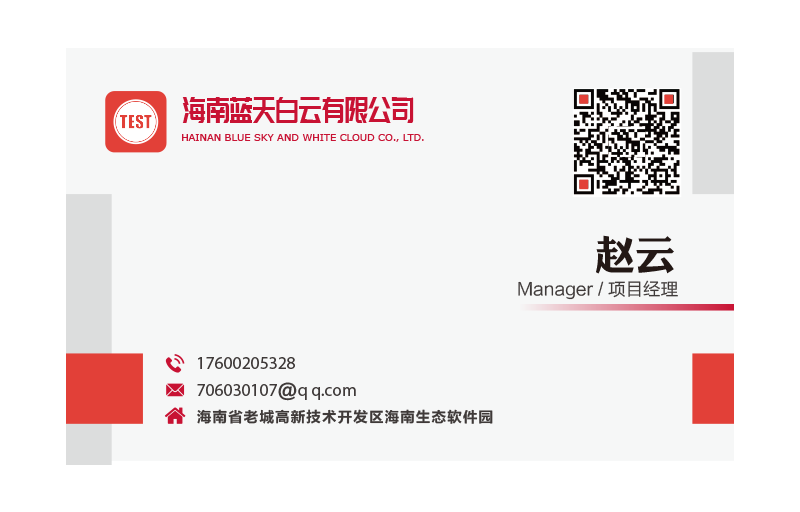 TEST
海南蓝天白云有限公司
HAINAN BLUE SKY AND WHITE CLOUD CO., LTD.
赵云
Manager / 项目经理
17600205328
706030107@q q.com
海南省老城高新技术开发区海南生态软件园